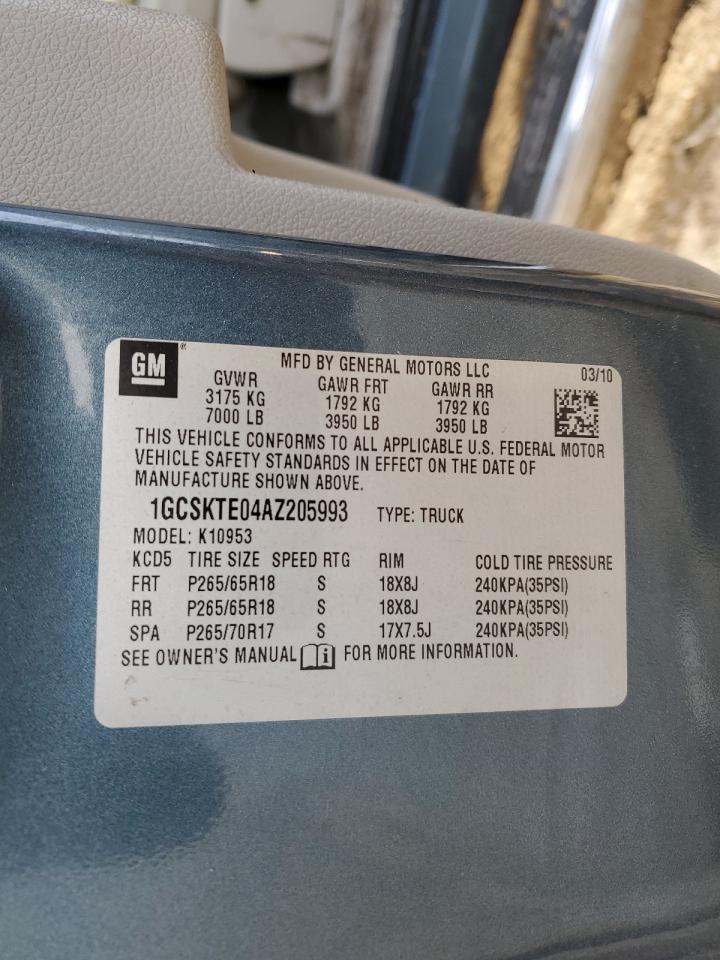 GM ®
MFD BY GENERAL MOTORS LLC 03/10
GVWR GAWR FRT GAWR RR
3175 KG 1792 KG 1792 KG
7000 LB 3950 LB 3950 LB
THIS VEHICLE CONFORMS TO ALL APPLICABLE U.S. FEDERAL MOTOR
VEHICLE SAFETY STANDARDS IN EFFECT ON THE DATE OF
MANUFACTURE SHOWN ABOVE.
1GCSKTE04AZ205993 TYPE: TRUCK
MODEL: K10953
KCD5 TIRE SIZE SPEED RTG RIM COLD TIRE PRESSURE
FRT P265/65R18 S 18X8J 240KPA(35PSI)
RR P265/65R18 S 18X8J 240KPA(35PSI)
SPA P265/70R17 S 17X7.5J 240KPA(35PSI)
SEE OWNER'S MANUAL i FOR MORE INFORMATION.